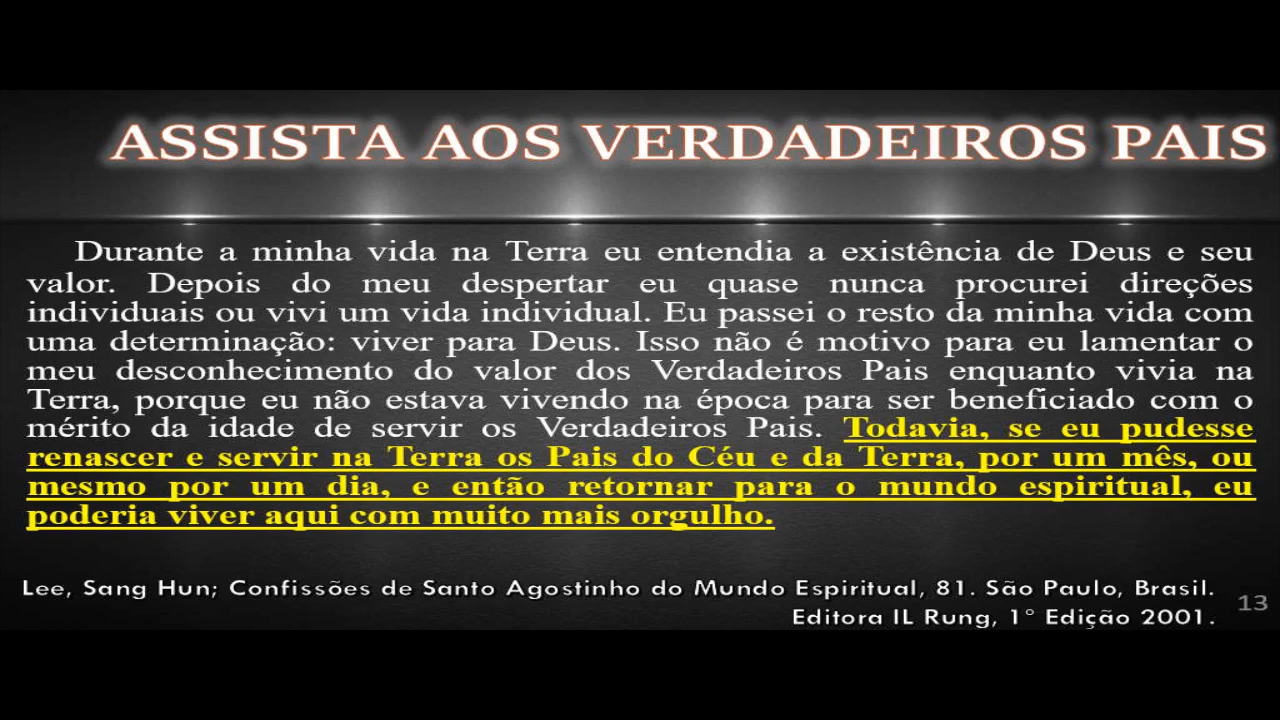 ASSISTA AOS VERDADEIROS PAIS
Durante a minha vida na Terra eu entendia a existência de Deus e seu
valor. Depois do meu despertar eu quase nunca procurei direções
individuais ou vivi um vida individual. Eu passei o resto da minha vida com
uma determinação: viver para Deus. Isso não é motivo para eu lamentar o
meu desconhecimento do valor dos Verdadeiros Pais enquanto vivia na
Terra, porque eu não estava vivendo na época para ser beneficiado com o
mérito da idade de servir os Verdadeiros Pais. Todavia, se eu pudesse
renascer e servir na Terra os Pais do Céu e da Terra, por um mês, ou
mesmo por um dia, e então retornar para o mundo espiritual, eu
poderia viver aqui com muito mais orgulho.
Lee, Sang Hun; Confissões de Santo Agostinho do Mundo Espiritual, 81. São Paulo, Brasil.
Editora IL Rung, 1° Edição 2001.
13